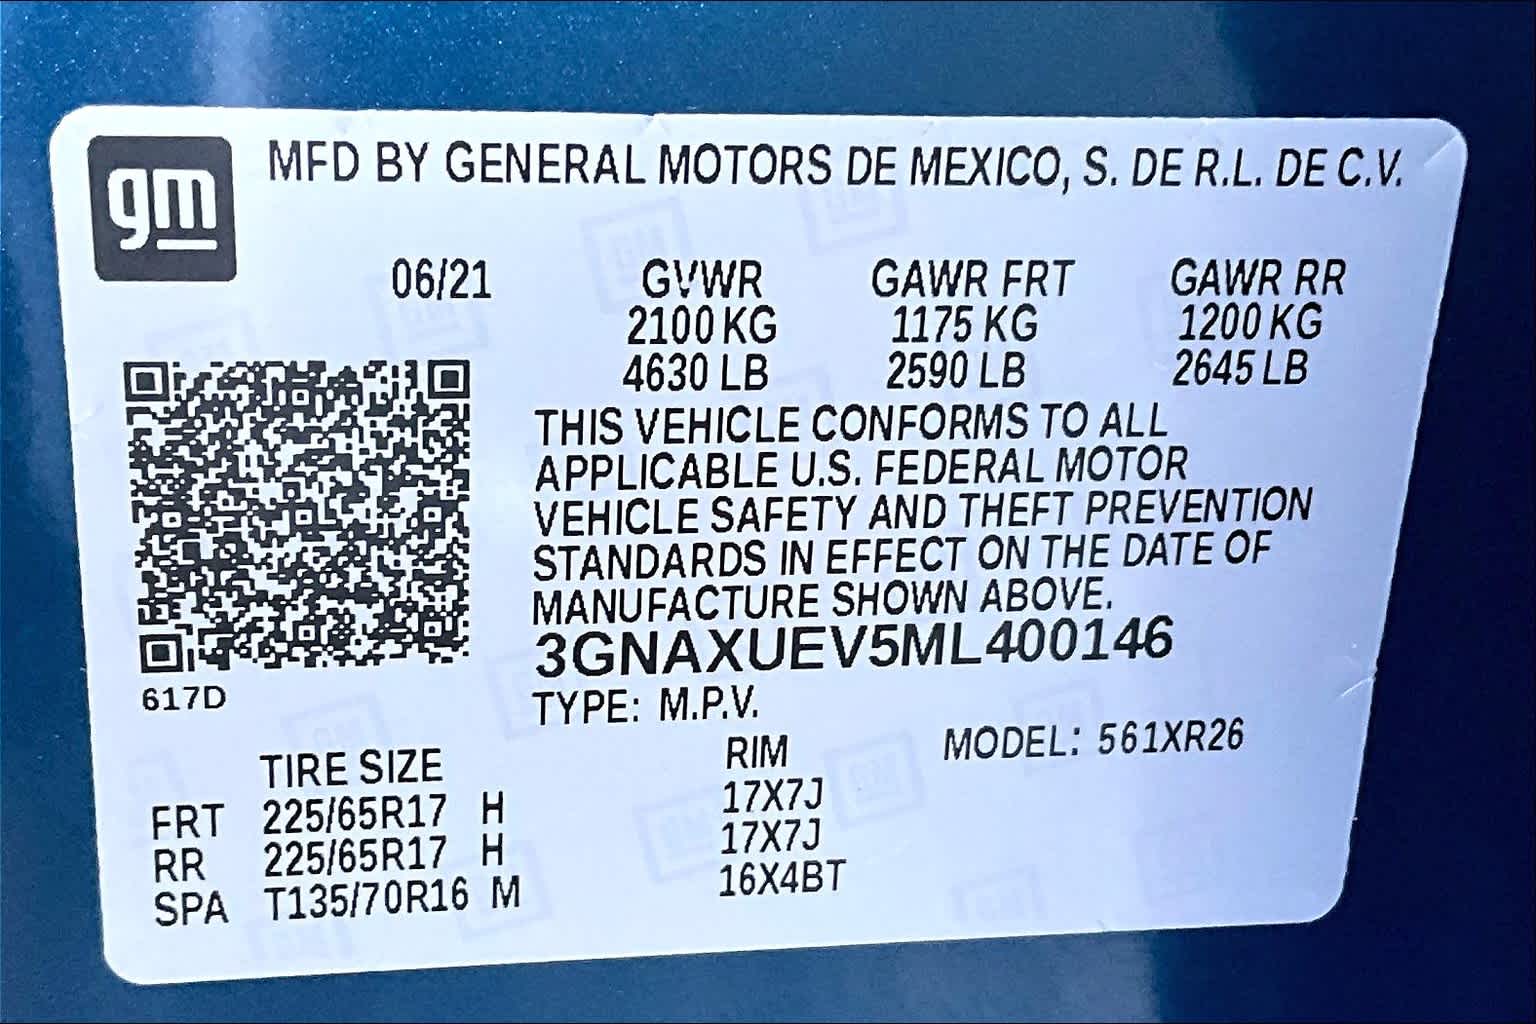 gm
MFD BY GENERAL MOTORS DE MEXICO, S. DE R.L. DE C.V.
06/21 GVWR GAWR FRT GAWR RR
2100 KG 1175 KG 1200 KG
4630 LB 2590 LB 2645 LB
THIS VEHICLE CONFORMS TO ALL
APPLICABLE U.S. FEDERAL MOTOR
VEHICLE SAFETY AND THEFT PREVENTION
STANDARDS IN EFFECT ON THE DATE OF
MANUFACTURE SHOWN ABOVE.
3GNAXUEV5ML400146
617D
TYPE: M.P.V.
TIRE SIZE RIM MODEL: 561XR26
FRT 225/65R17 H 17X7J
RR 225/65R17 H 17X7J
SPA T135/70R16 M 16X4BT